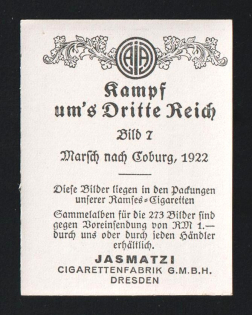 AJA
Kampf
um's Dritte Reich
Bild 7
Marsch nach Coburg, 1922
Diese Bilder liegen in den Packungen
unserer Ramses-Cigaretten
Sammelalben für die 273 Bilder sind
gegen Voreinsendung von RM 1.—
durch uns oder durch jeden Händler
erhältlich.
JASMATZI
CIGARETTENFABRIK G.M.B.H.
DRESDEN